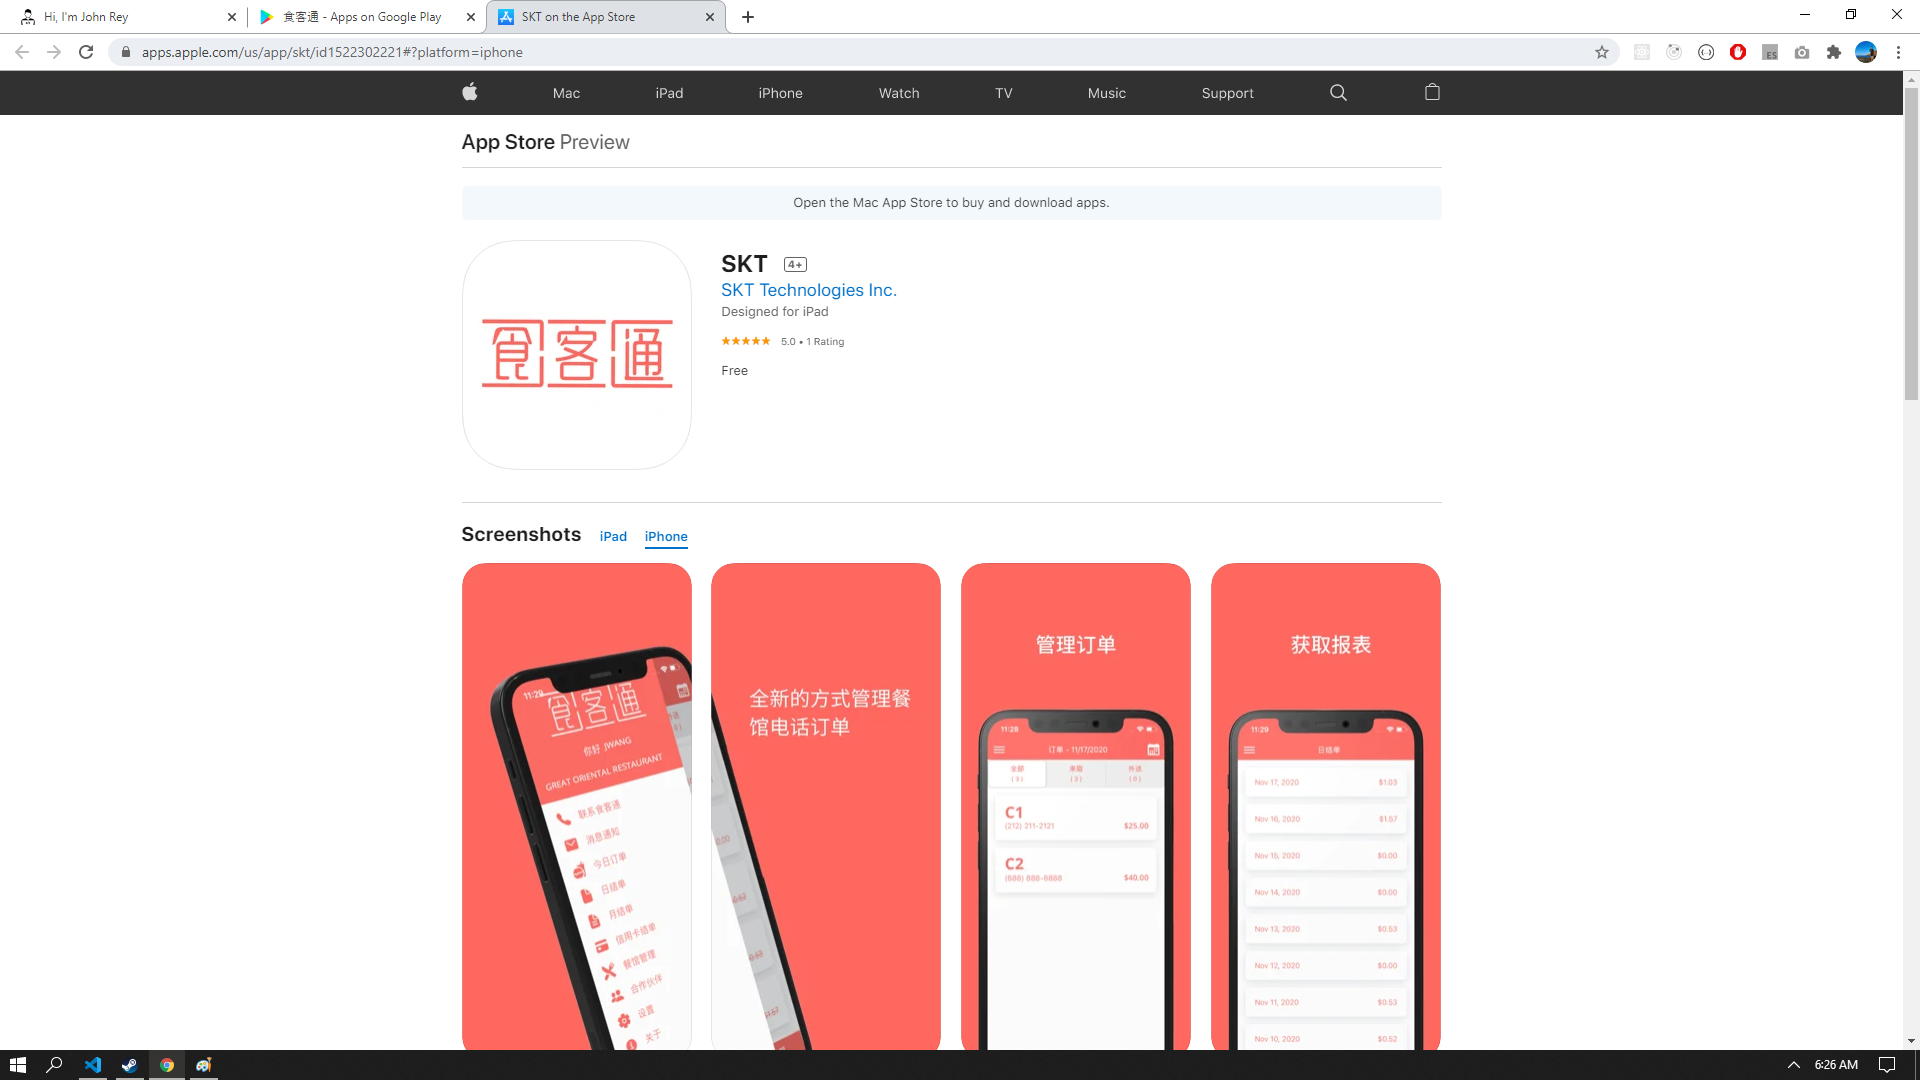 Hi, I'm John Rey
食客通 - Apps on Google Play
SKT on the App Store
apps.apple.com/us/app/skt/id1522302221#?platform=iphone
Mac
iPad
iPhone
Watch
TV
Music
Support
App Store Preview
Open the Mac App Store to buy and download apps.
食客通
SKT 4+
SKT Technologies Inc.
Designed for iPad
5.0 • 1 Rating
Free
Screenshots iPad iPhone
11:29
食客通
你好 JWANG
GREAT ORIENTAL RESTAURANT
联系食客通
消息通知
今日订单
日结单
月结单
信用卡结单
餐馆管理
合作伙伴
设置
关于
全新的方式管理餐
馆电话订单
管理订单
11:28
订单 - 11/17/2020
全部 来取 外送
(3) (3) (0)
C1
(212) 211-2121 $25.00
C2
(888) 888-8888 $40.00
获取报表
11:29
日结单
Nov 17, 2020 $1.03
Nov 16, 2020 $1.57
Nov 15, 2020 $0.00
Nov 14, 2020 $0.00
Nov 13, 2020 $0.53
Nov 12, 2020 $0.00
Nov 11, 2020 $0.53
Nov 10, 2020 $0.52
6:26 AM